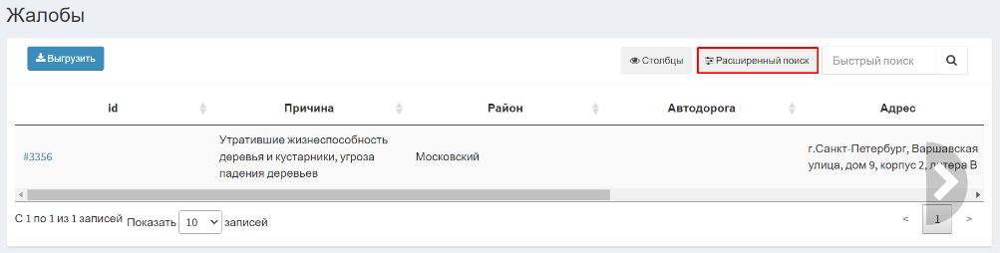 Жалобы
Выгрузить
Столбцы
Расширенный поиск
Быстрый поиск
id Причина Район Автодорога Адрес
#3356
Утратившие жизнеспособность
деревья и кустарники, угроза
падения деревьев
Московский
г.Санкт-Петербург, Варшавская
улица, дом 9, корпус 2, литера В
С 1 по 1 из 1 записей Показать 10 записей
< 1 >